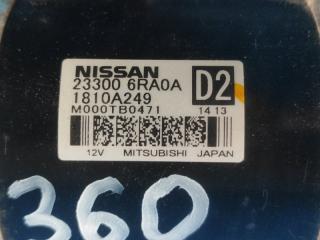 NISSAN
23300 6RA0A D2
1810A249
M000TB0471 14 13
12V MITSUBISHI JAPAN
360